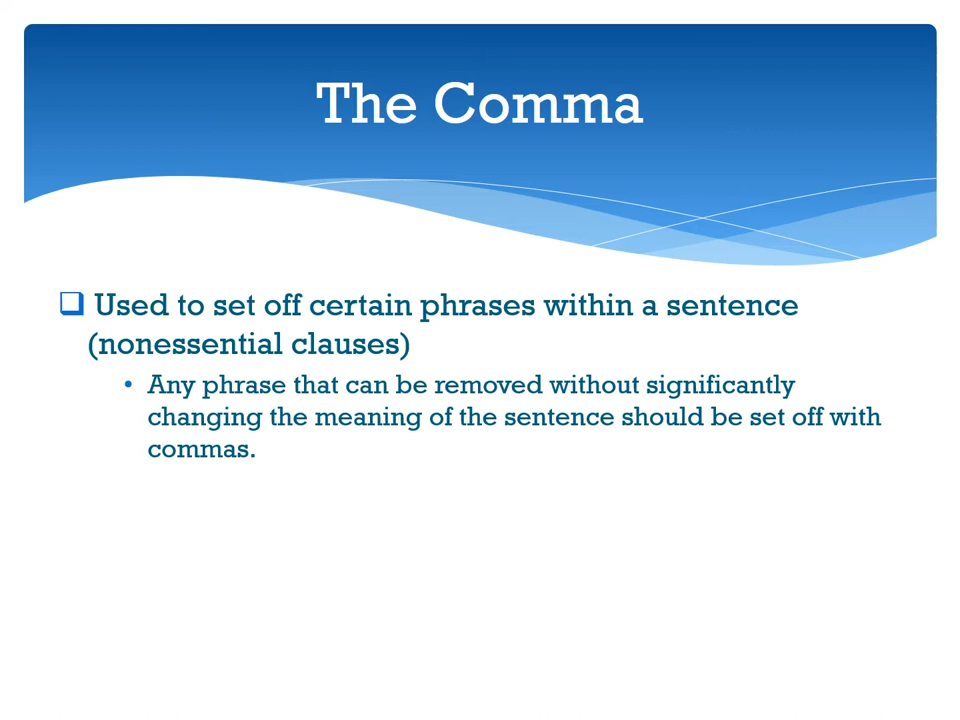 The Comma
Used to set off certain phrases within a sentence
(nonessential clauses)
• Any phrase that can be removed without significantly
changing the meaning of the sentence should be set off with
commas.